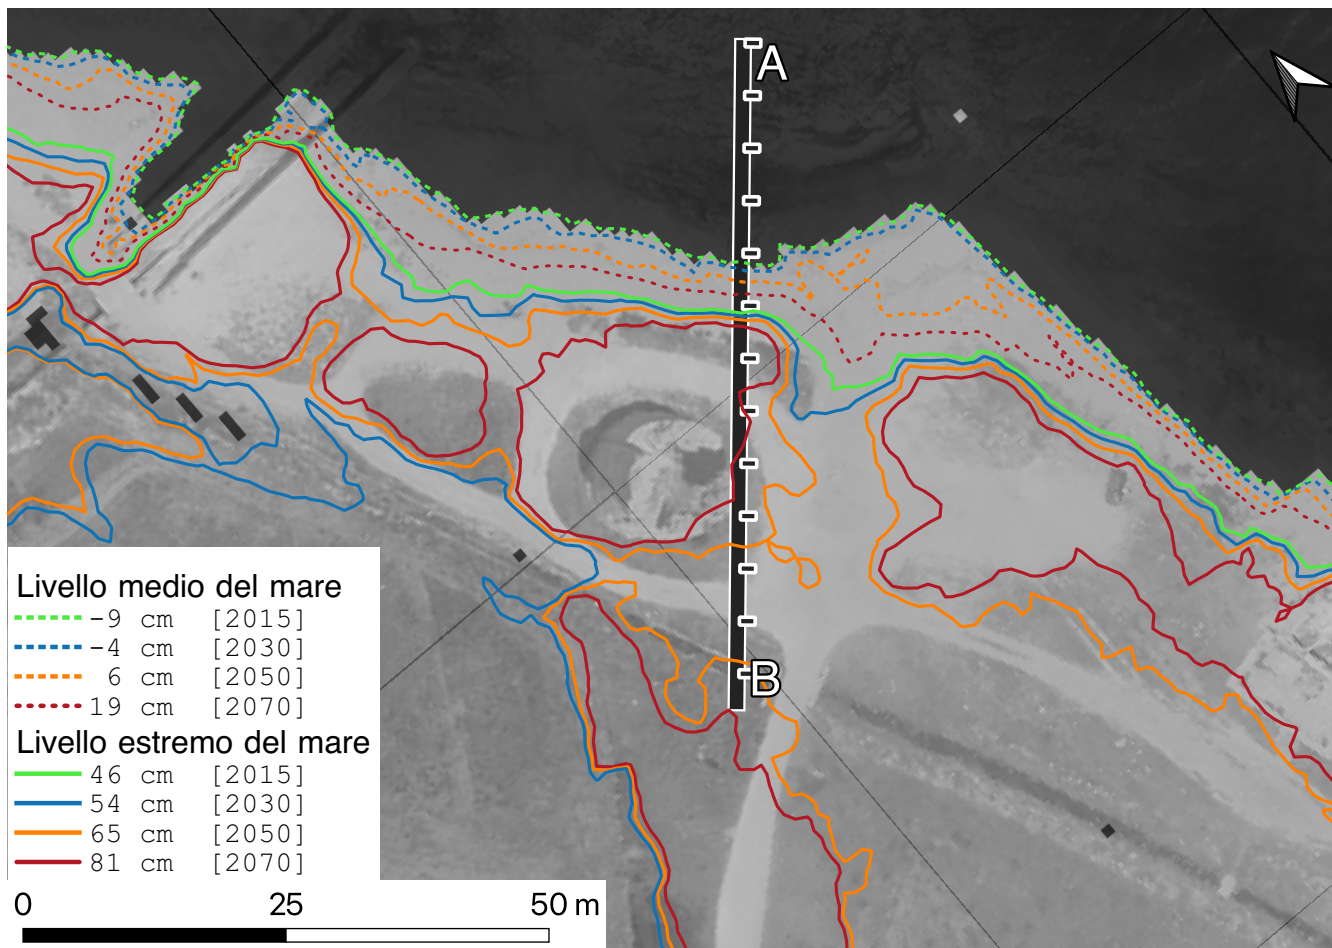 A
B
Livello medio del mare
-9 cm [2015]
-4 cm [2030]
6 cm [2050]
19 cm [2070]
Livello estremo del mare
46 cm [2015]
54 cm [2030]
65 cm [2050]
81 cm [2070]
0 25 50 m